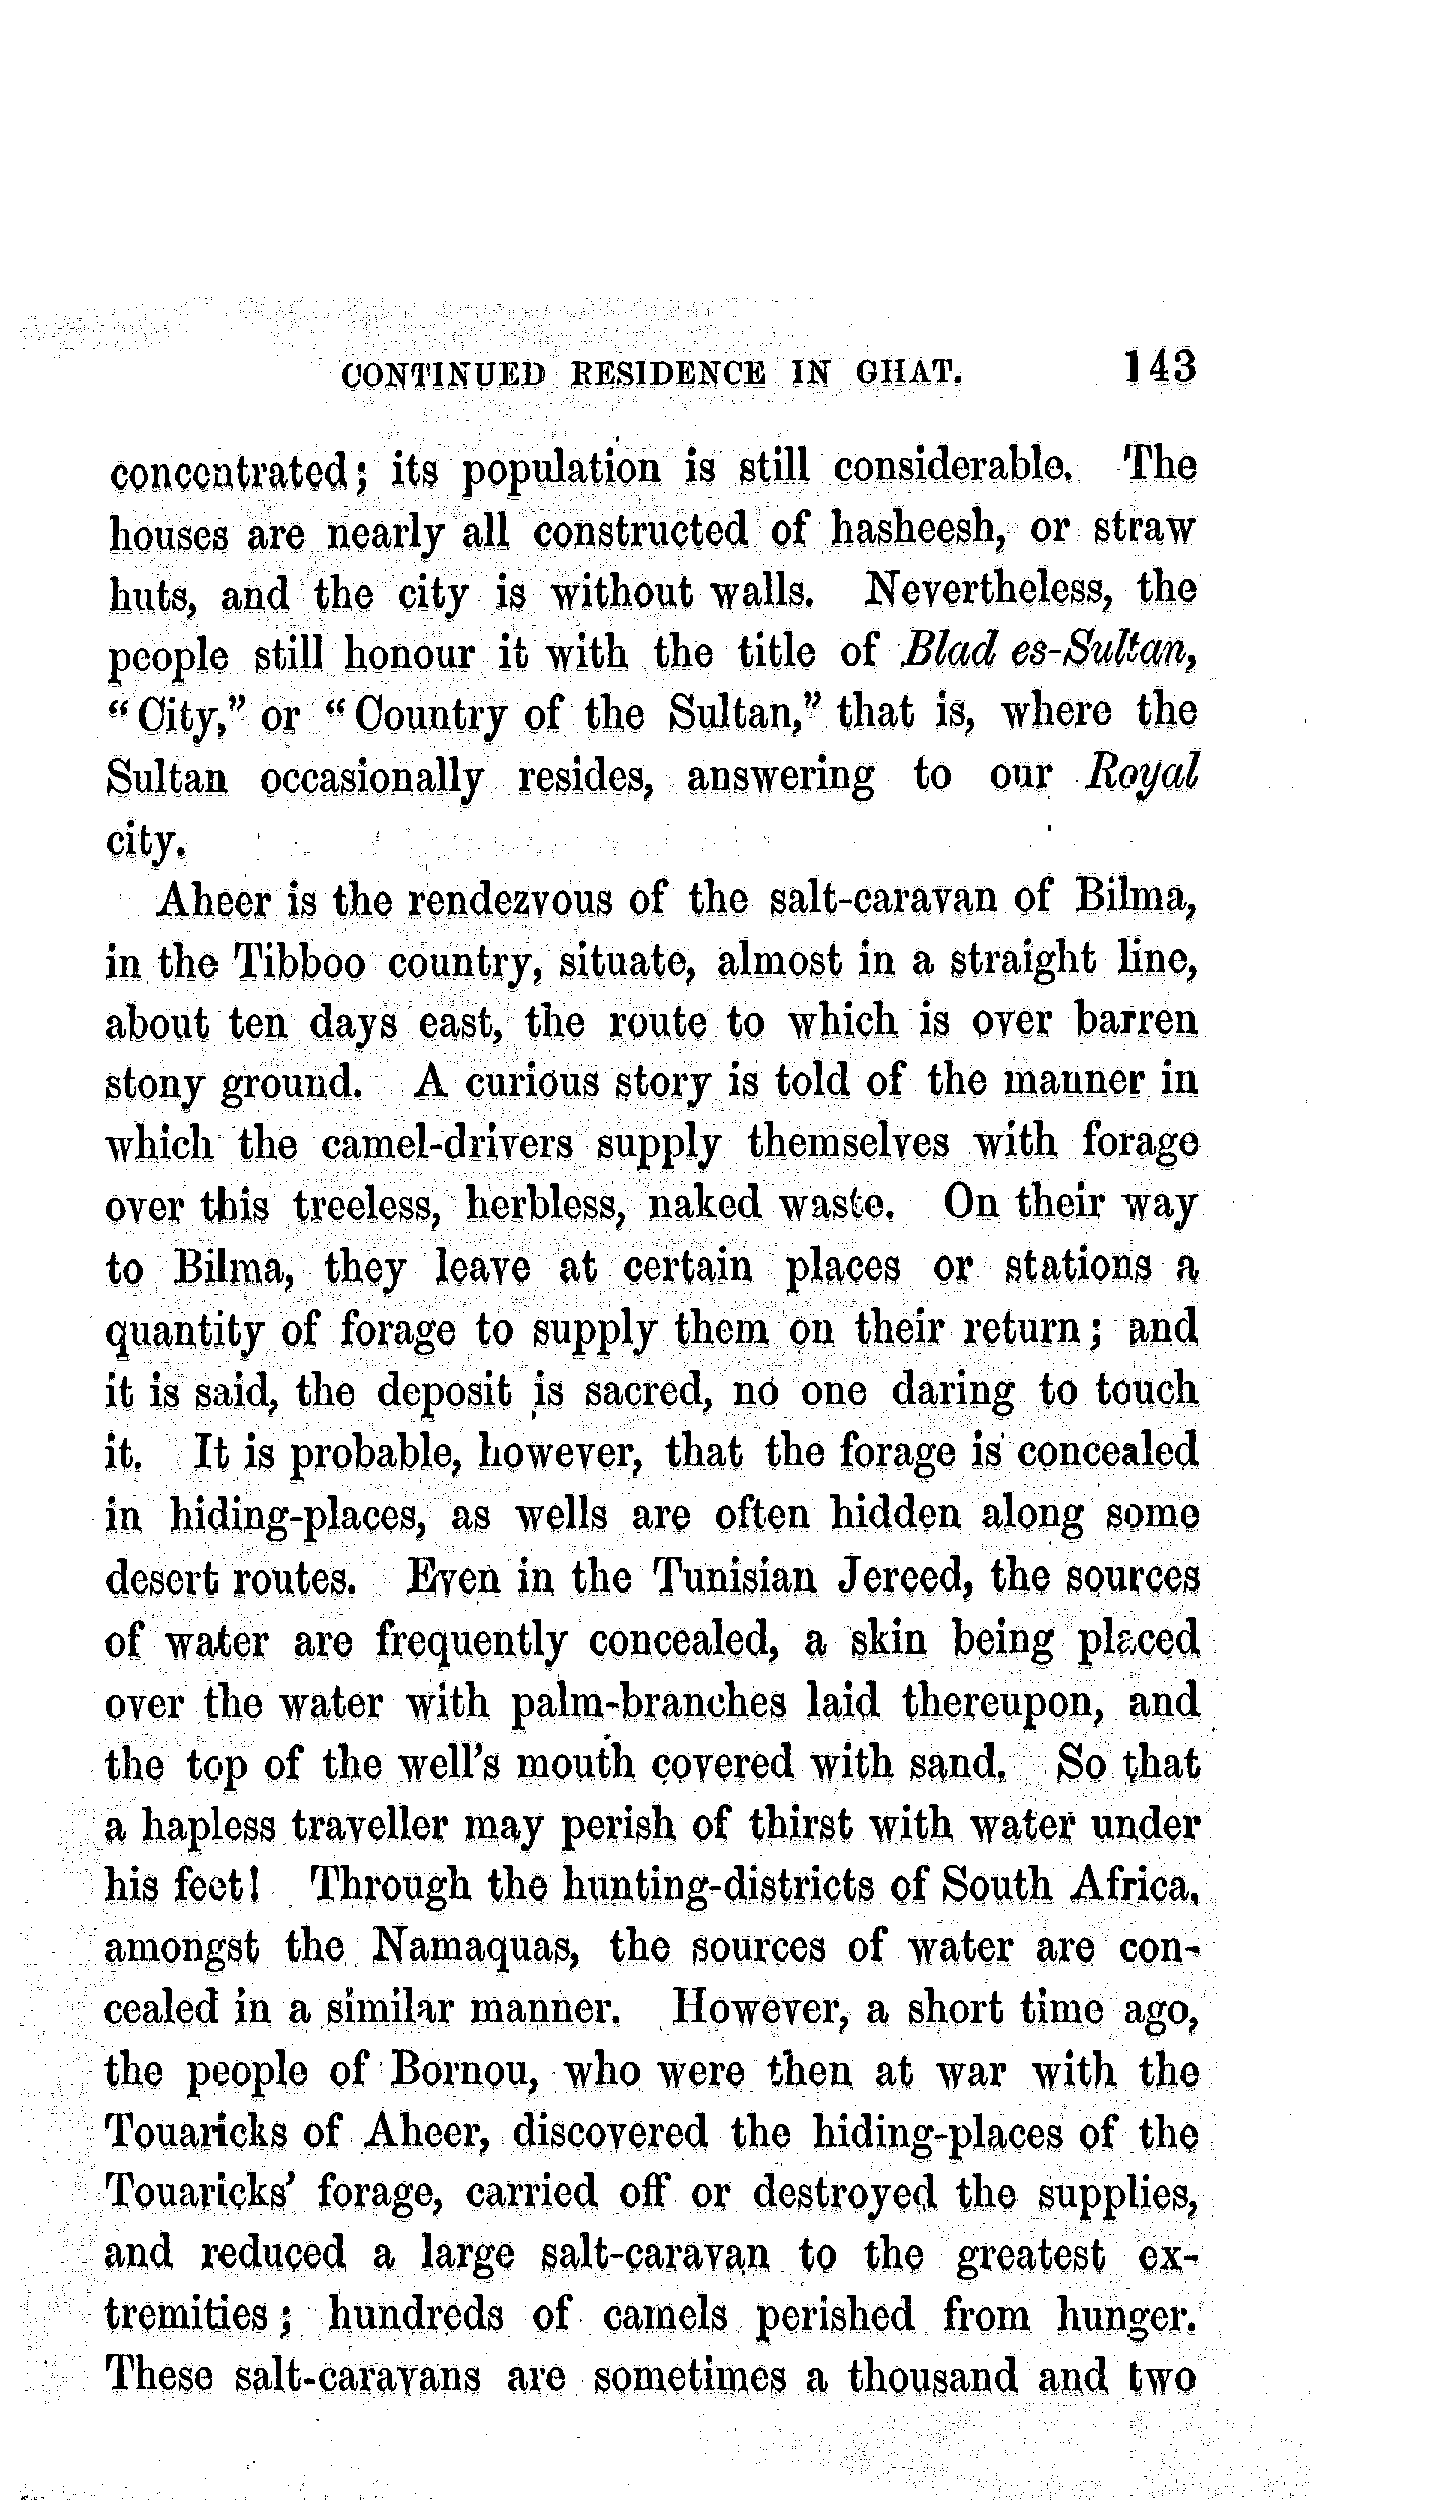 CONTINUED RESIDENCE IN GHAT. 143
concentrated; its population is still considerable. The
houses are nearly all constructed of hasheesh, or straw
huts, and the city is without walls. Nevertheless, the
people still honour it with the title of Blad es-Sultan,
“City,” or “Country of the Sultan,” that is, where the
Sultan occasionally resides, answering to our Royal
city.
Aheer is the rendezvous of the salt-caravan of Bilma,
in the Tibboo country, situate, almost in a straight line,
about ten days east, the route to which is over barren
stony ground. A curious story is told of the manner in
which the camel-drivers supply themselves with forage
over this treeless, herbless, naked waste. On their way
to Bilma, they leave at certain places or stations a
quantity of forage to supply them on their return; and
it is said, the deposit is sacred, no one daring to touch
it. It is probable, however, that the forage is concealed
in hiding-places, as wells are often hidden along some
desert routes. Even in the Tunisian Jereed, the sources
of water are frequently concealed, a skin being placed
over the water with palm-branches laid thereupon, and
the top of the well’s mouth covered with sand. So that
a hapless traveller may perish of thirst with water under
his feet! Through the hunting-districts of South Africa,
amongst the Namaquas, the sources of water are con-
cealed in a similar manner. However, a short time ago,
the people of Bornou, who were then at war with the
Touaricks of Aheer, discovered the hiding-places of the
Touaricks’ forage, carried off or destroyed the supplies,
and reduced a large salt-caravan to the greatest ex-
tremities; hundreds of camels perished from hunger.
These salt-caravans are sometimes a thousand and two